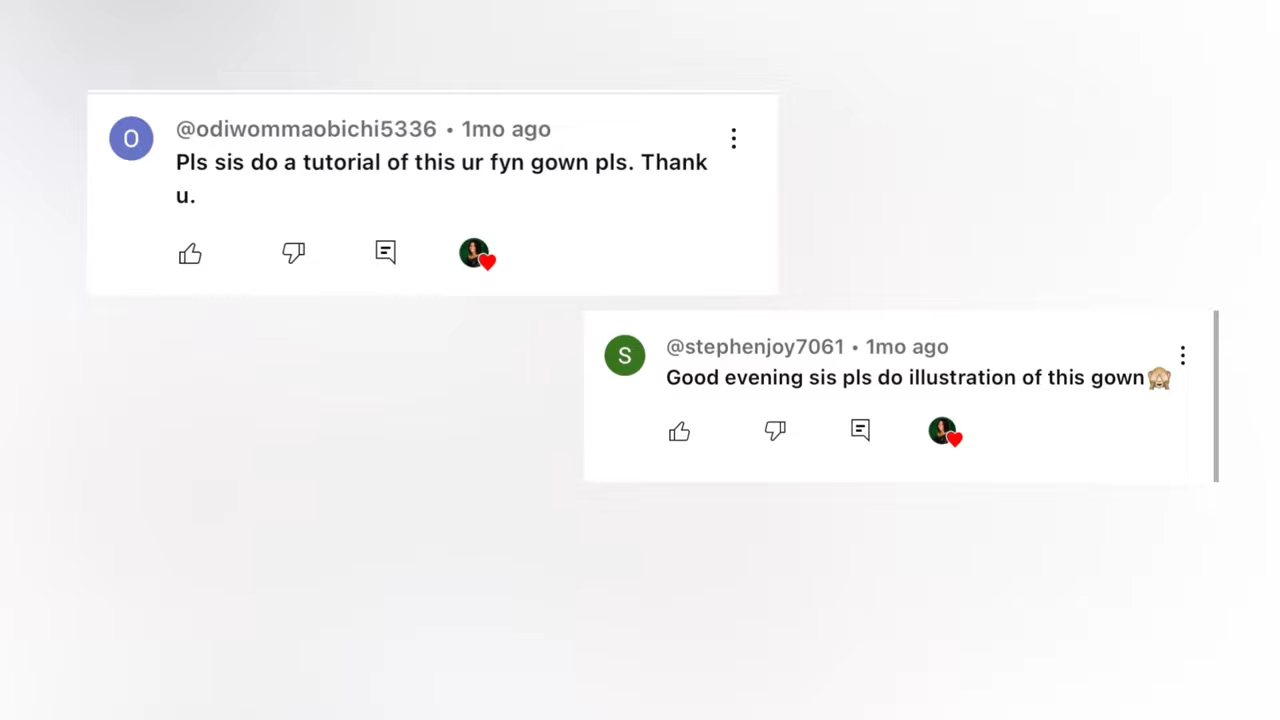 O
@odiwommaobichi5336 • 1mo ago
Pls sis do a tutorial of this ur fyn gown pls. Thank
u.
S
@stephenjoy7061 • 1mo ago
Good evening sis pls do illustration of this gown🙈